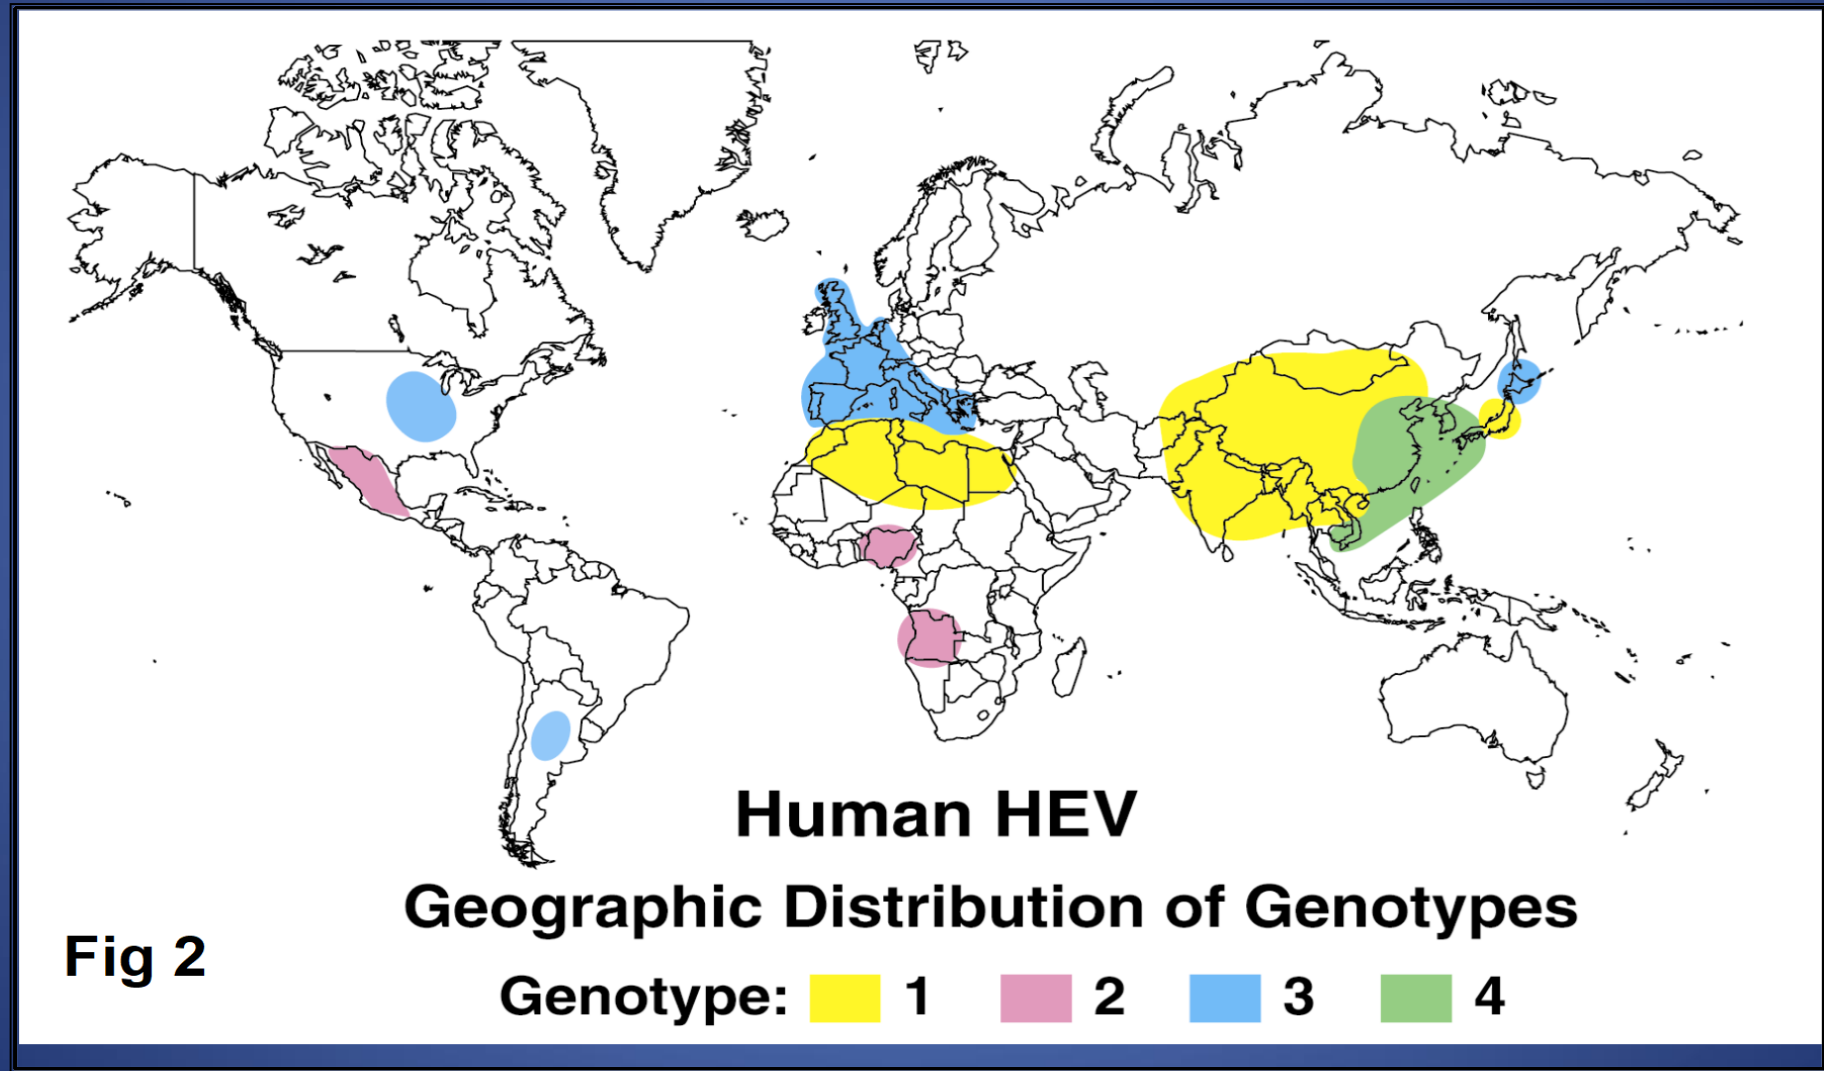 Human HEV
Geographic Distribution of Genotypes
Fig 2
Genotype: 1 2 3 4